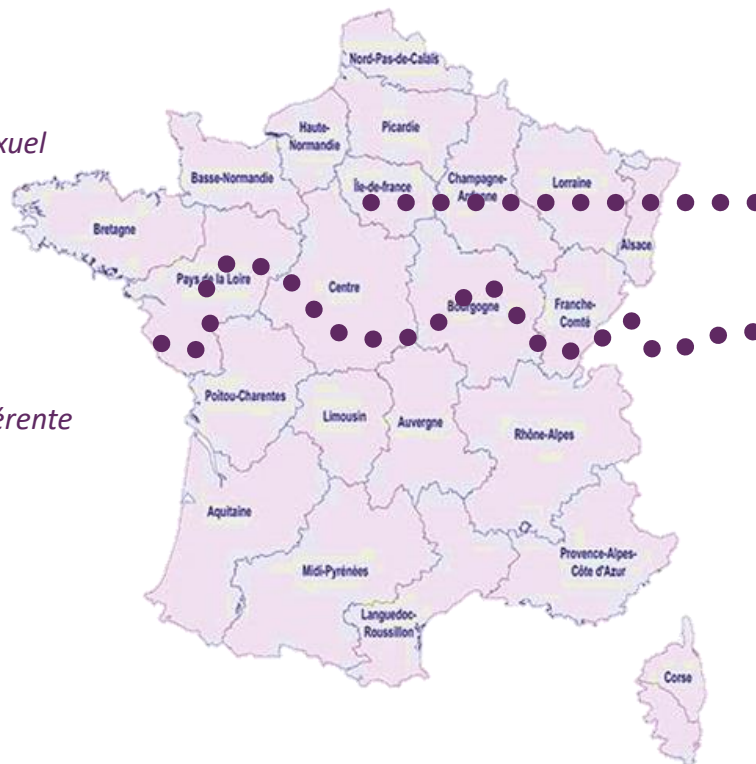 Nord-Pas-de-Calais
xuel
Haute-
Normandie
Picardie
Basse-Normandie
Île-de-france
Champagne-
Ardenne
Lorraine
Alsace
Bretagne
Pays de la Loire
Centre
Bourgogne
Franche-
Comté
Poitou-Charentes
Limousin
Auvergne
Rhône-Alpes
érente
Aquitaine
Midi-Pyrénées
Provence-Alpes-
Côte d'Azur
Languedoc-
Roussillon
Corse